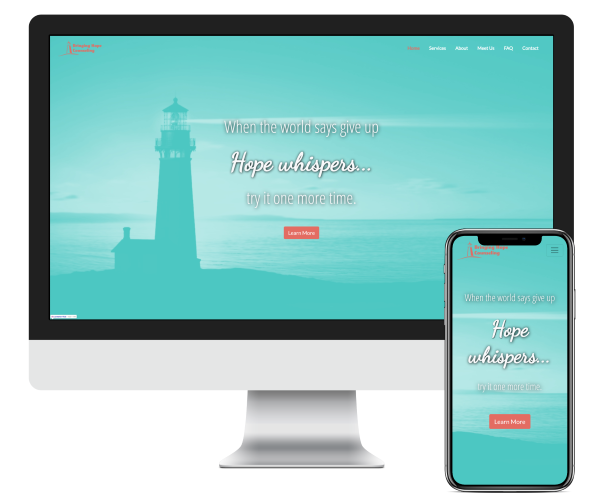 Bringing Hope
Counseling
Home Services About Meet Us FAQ Contact
When the world says give up
Hope whispers...
try it one more time.
Learn More
Bringing Hope
Counseling
When the world says give up
Hope
whispers...
try it one more time.
Learn More